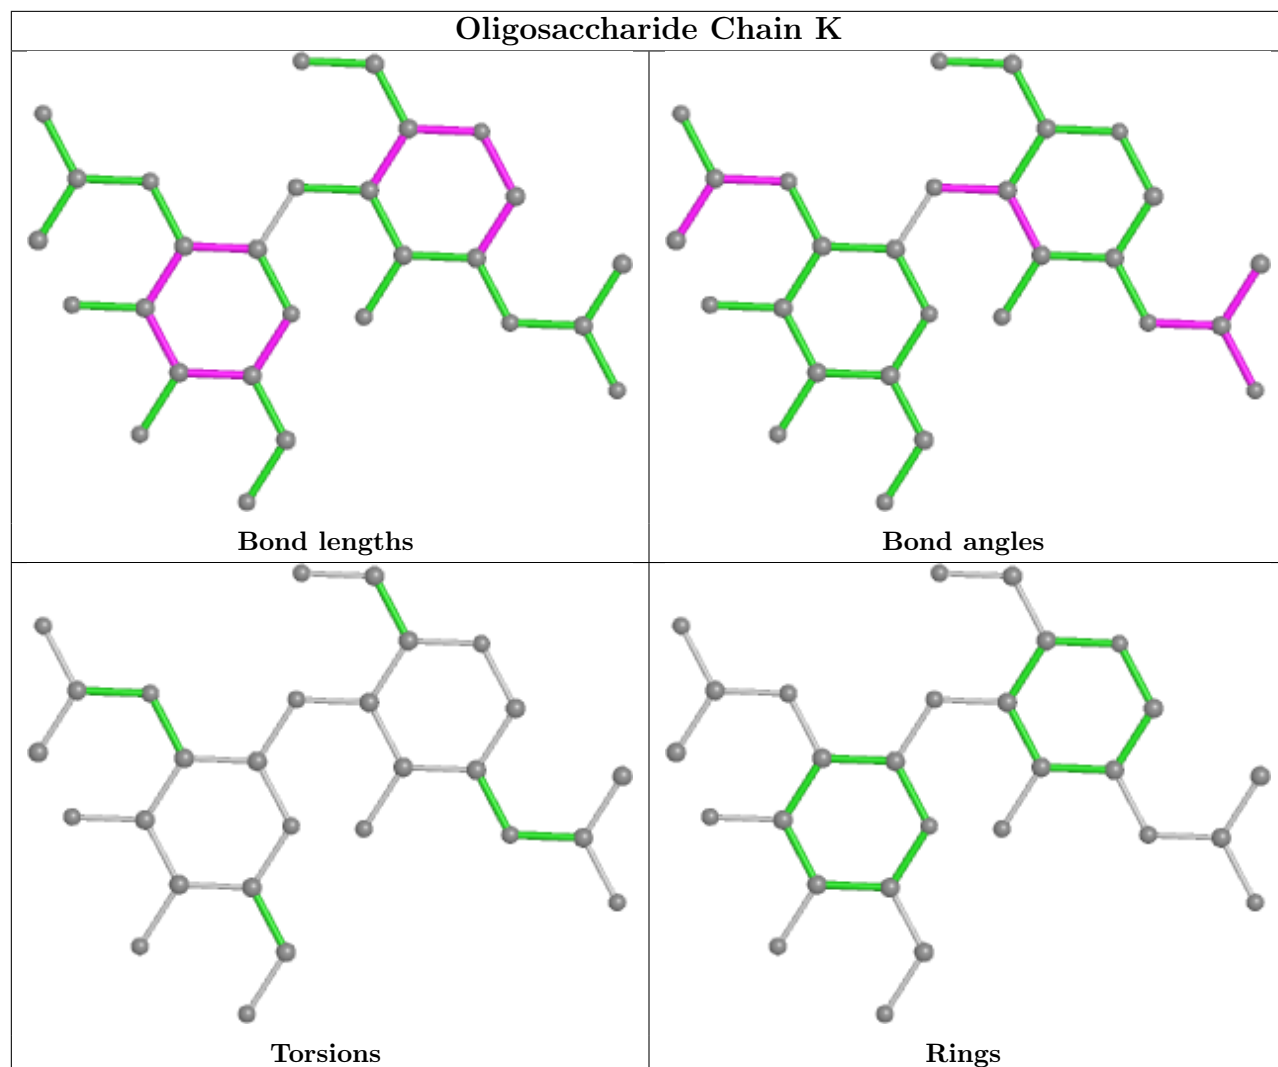 Oligosaccharide Chain K
Bond lengths
Bond angles
Torsions
Rings